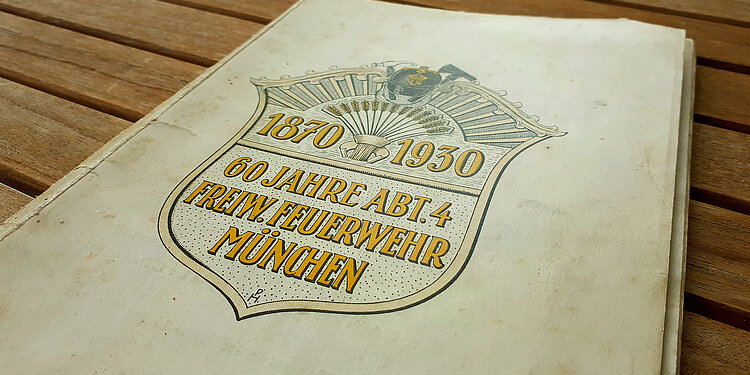 1870 1930
60 JAHRE ABT. 4
FREIW. FEUERWEHR
MÜNCHEN